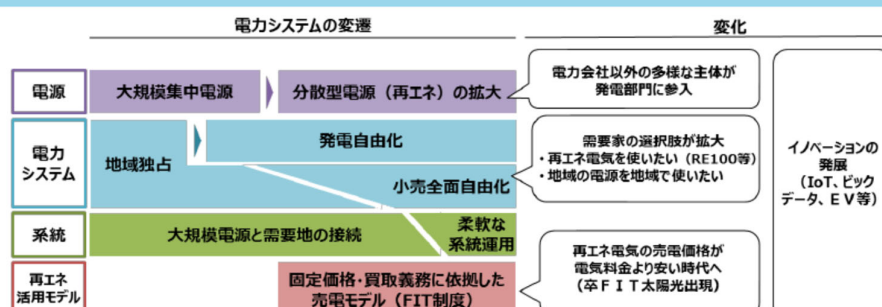 電力システムの変遷
変化
電源
大規模集中電源
分散型電源（再エネ）の拡大
電力会社以外の多様な主体が
発電部門に参入
電力
システム
地域独占
発電自由化
小売全面自由化
需要家の選択肢が拡大
・再エネ電気を使いたい（RE100等）
・地域の電源を地域で使いたい
イノベーションの
発展
（IoT、ビック
データ、ＥＶ等）
系統
大規模電源と需要地の接続
柔軟な
系統運用
再エネ
活用モデル
固定価格・買取義務に依拠した
売電モデル（FIT制度）
再エネ電気の売電価格が
電気料金より安い時代へ
（卒ＦＩＴ太陽光出現）